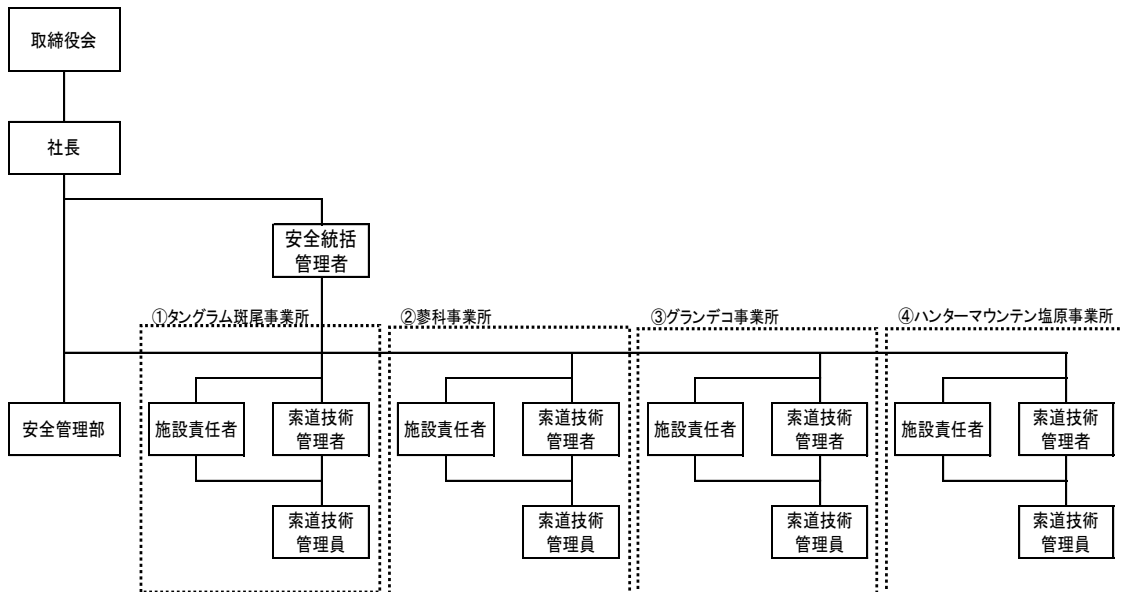 取締役会
社長
安全統括
管理者
①タングラム斑尾事業所
②蓼科事業所
③グランデコ事業所
④ハンターマウンテン塩原事業所
安全管理部
施設責任者
索道技術
管理者
施設責任者
索道技術
管理者
施設責任者
索道技術
管理者
施設責任者
索道技術
管理者
索道技術
管理員
索道技術
管理員
索道技術
管理員
索道技術
管理員